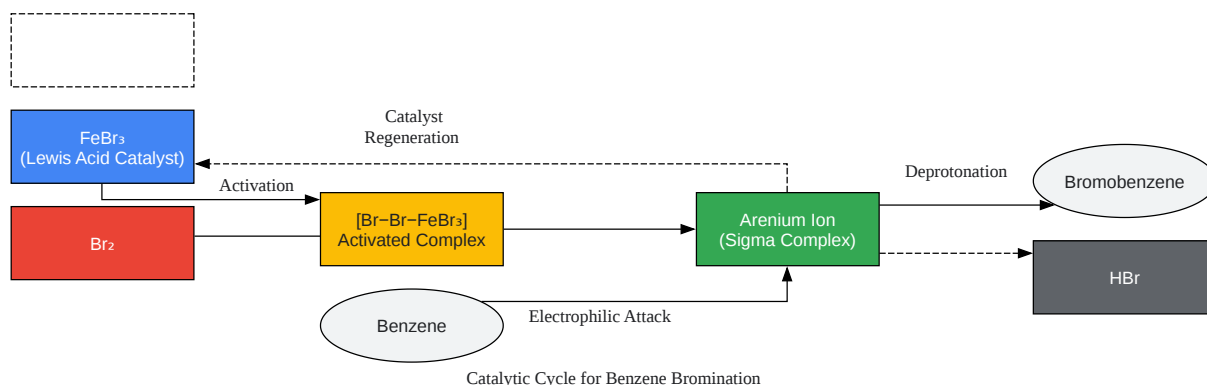 FeBr₃
(Lewis Acid Catalyst)
Catalyst
Regeneration
Activation
Deprotonation
Bromobenzene
Br₂
[Br−Br−FeBr₃]
Activated Complex
Arenium Ion
(Sigma Complex)
HBr
Benzene
Electrophilic Attack
Catalytic Cycle for Benzene Bromination